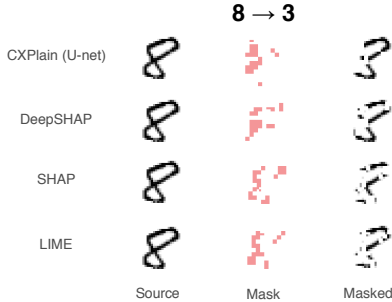 8 → 3
CXPlain (U-net)
DeepSHAP
SHAP
LIME
Source Mask Masked